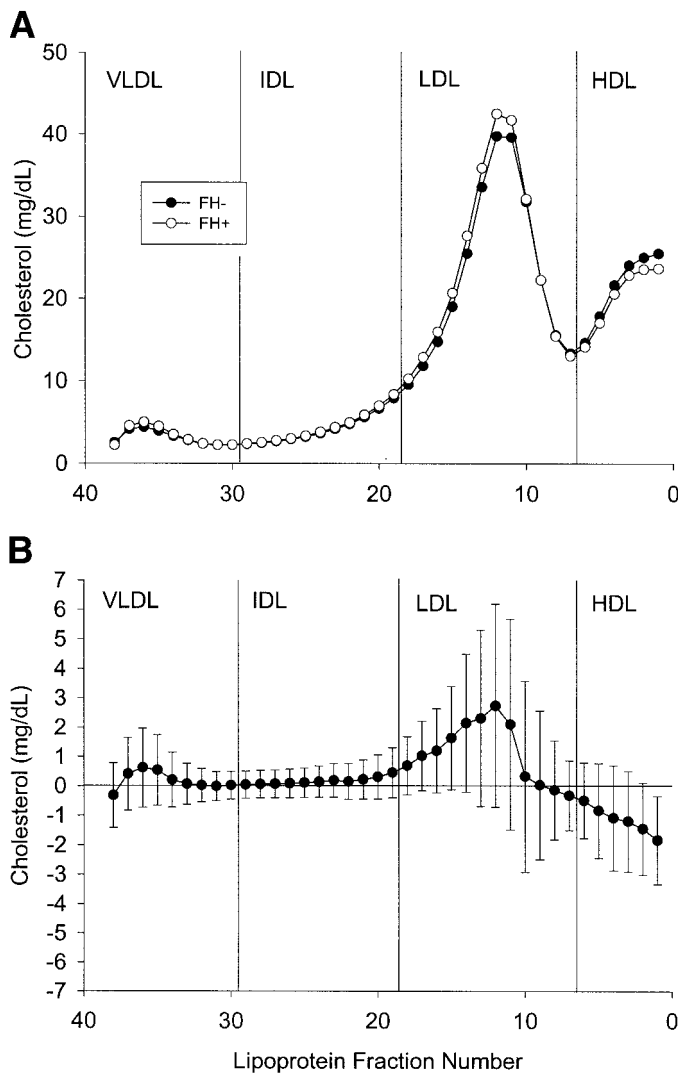 A
50
VLDL IDL LDL HDL
40
FH-
FH+
30
20
10
0
40 30 20 10 0
Cholesterol (mg/dL)
B
7
VLDL IDL LDL HDL
6
5
4
3
2
1
0
-1
-2
-3
-4
-5
-6
-7
40 30 20 10 0
Cholesterol (mg/dL)
Lipoprotein Fraction Number